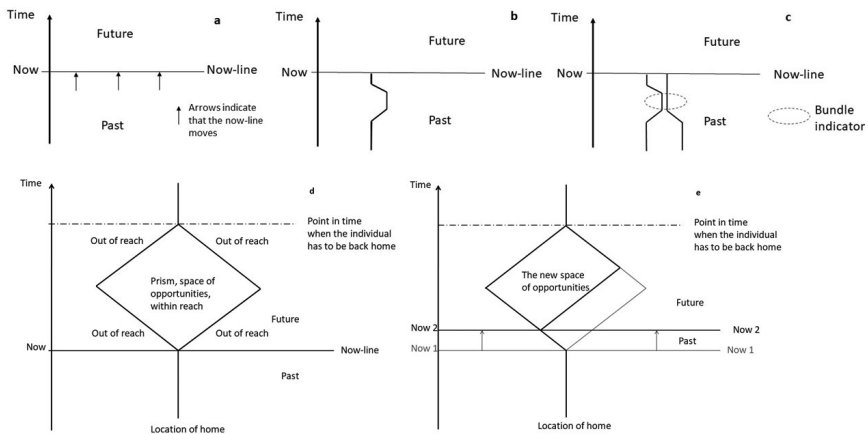 Time
a
Future
Now
Now-line
Arrows indicate
that the now-line
moves
Past
Time
b
Future
Now
Now-line
Past
Time
c
Future
Now
Now-line
Past
Bundle
indicator
Time
d
Point in time
when the individual
has to be back home
Out of reach
Out of reach
Prism, space of
opportunities,
within reach
Future
Out of reach
Out of reach
Now
Now-line
Past
Location of home
Time
e
Point in time
when the individual
has to be back home
The new space
of opportunities
Future
Now 2
Now 2
Past
Now 1
Now 1
Location of home